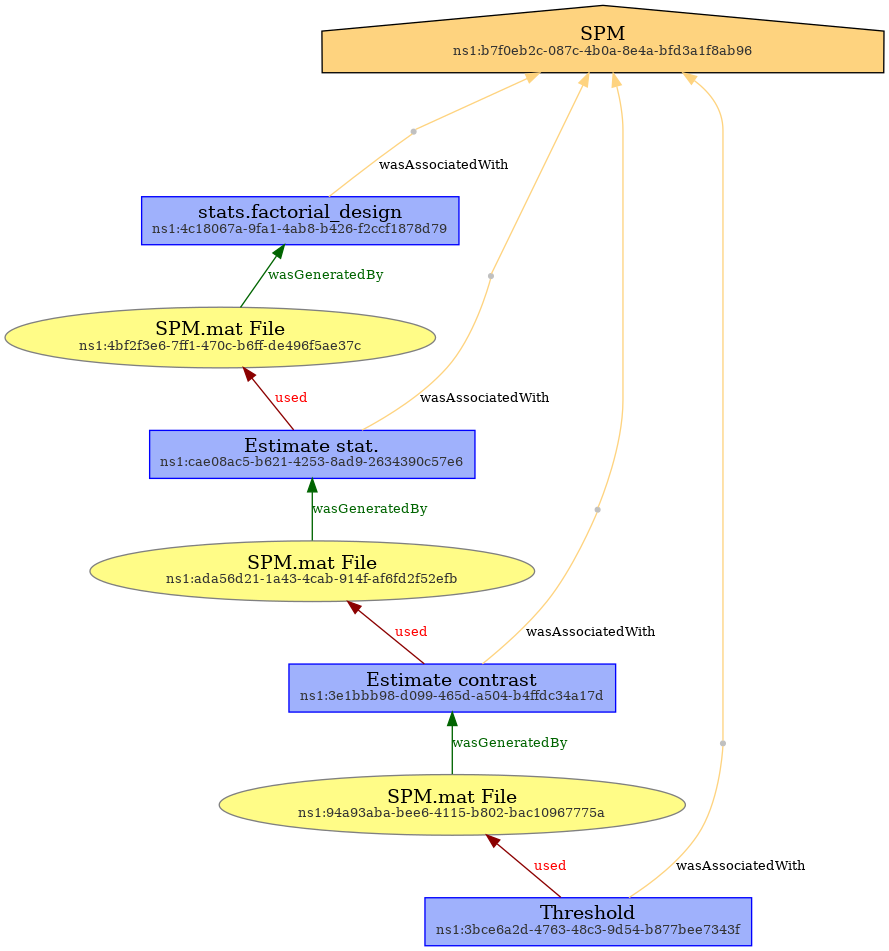 SPM
ns1:b7f0eb2c-087c-4b0a-8e4a-bfd3a1f8ab96
wasAssociatedWith
stats.factorial_design
ns1:4c18067a-9fa1-4ab8-b426-f2ccf1878d79
wasGeneratedBy
SPM.mat File
ns1:4bf2f3e6-7ff1-470c-b6ff-de496f5ae37c
used
wasAssociatedWith
Estimate stat.
ns1:cae08ac5-b621-4253-8ad9-2634390c57e6
wasGeneratedBy
SPM.mat File
ns1:ada56d21-1a43-4cab-914f-af6fd2f52efb
used
wasAssociatedWith
Estimate contrast
ns1:3e1bbb98-d099-465d-a504-b4ffdc34a17d
wasGeneratedBy
SPM.mat File
ns1:94a93aba-bee6-4115-b802-bac10967775a
used
wasAssociatedWith
Threshold
ns1:3bce6a2d-4763-48c3-9d54-b877bee7343f